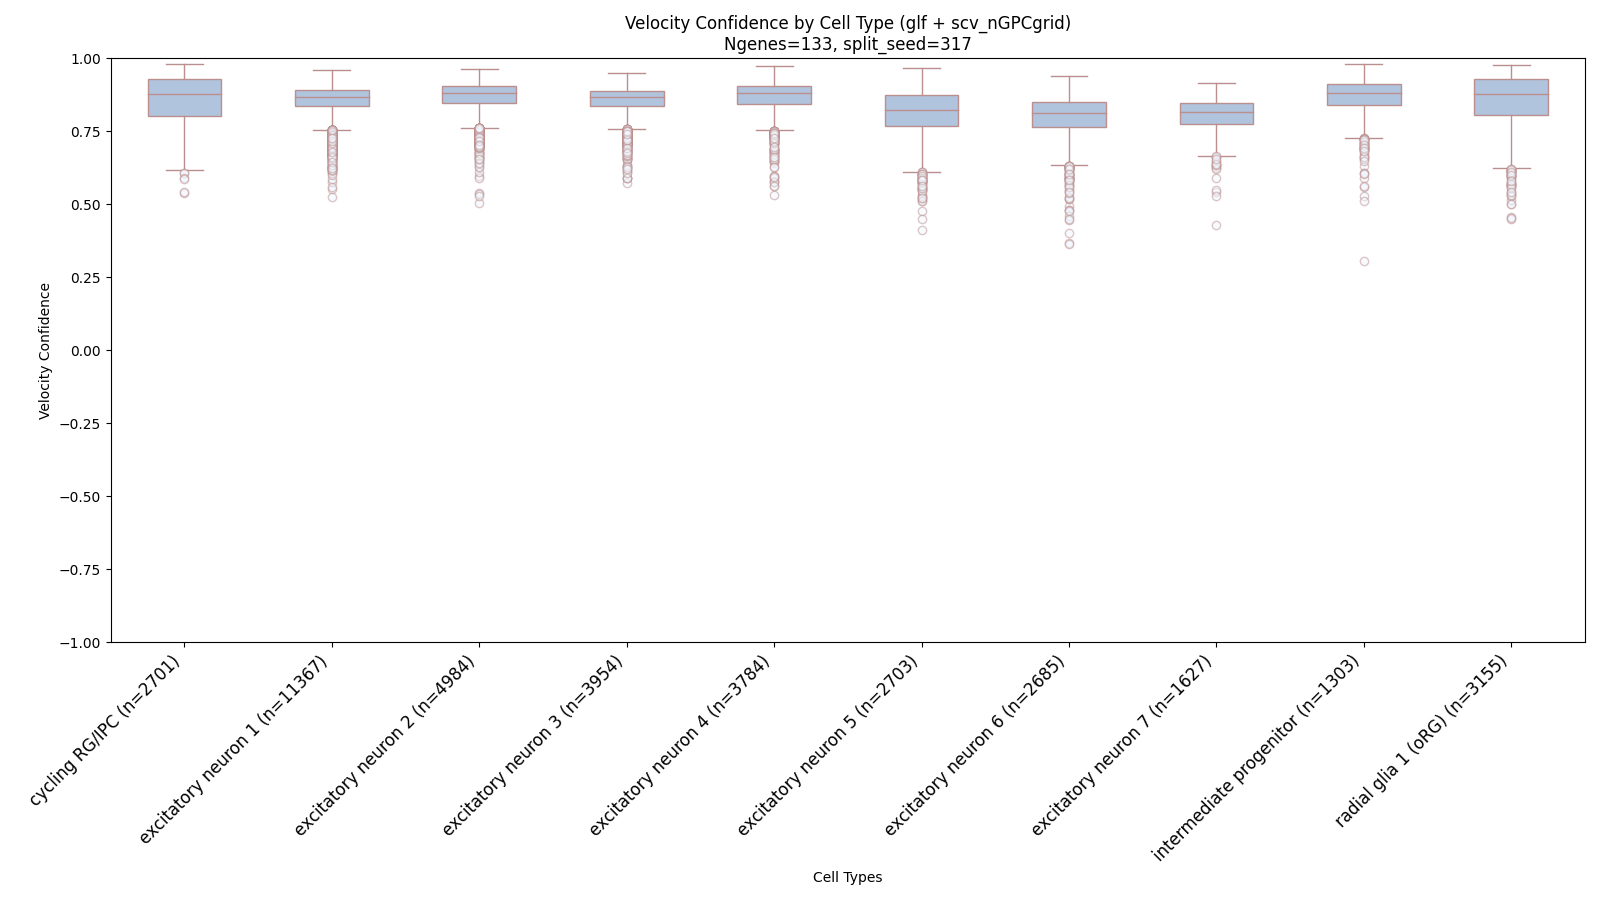 Velocity Confidence by Cell Type (glf + scv_nGPCgrid)
Ngenes=133, split_seed=317
1.00
0.75
0.50
0.25
0.00
−0.25
−0.50
−0.75
−1.00
Velocity Confidence
cycling RG/IPC (n=2701)
excitatory neuron 1 (n=11367)
excitatory neuron 2 (n=4984)
excitatory neuron 3 (n=3954)
excitatory neuron 4 (n=3784)
excitatory neuron 5 (n=2703)
excitatory neuron 6 (n=2685)
excitatory neuron 7 (n=1627)
intermediate progenitor (n=1303)
radial glia 1 (oRG) (n=3155)
Cell Types